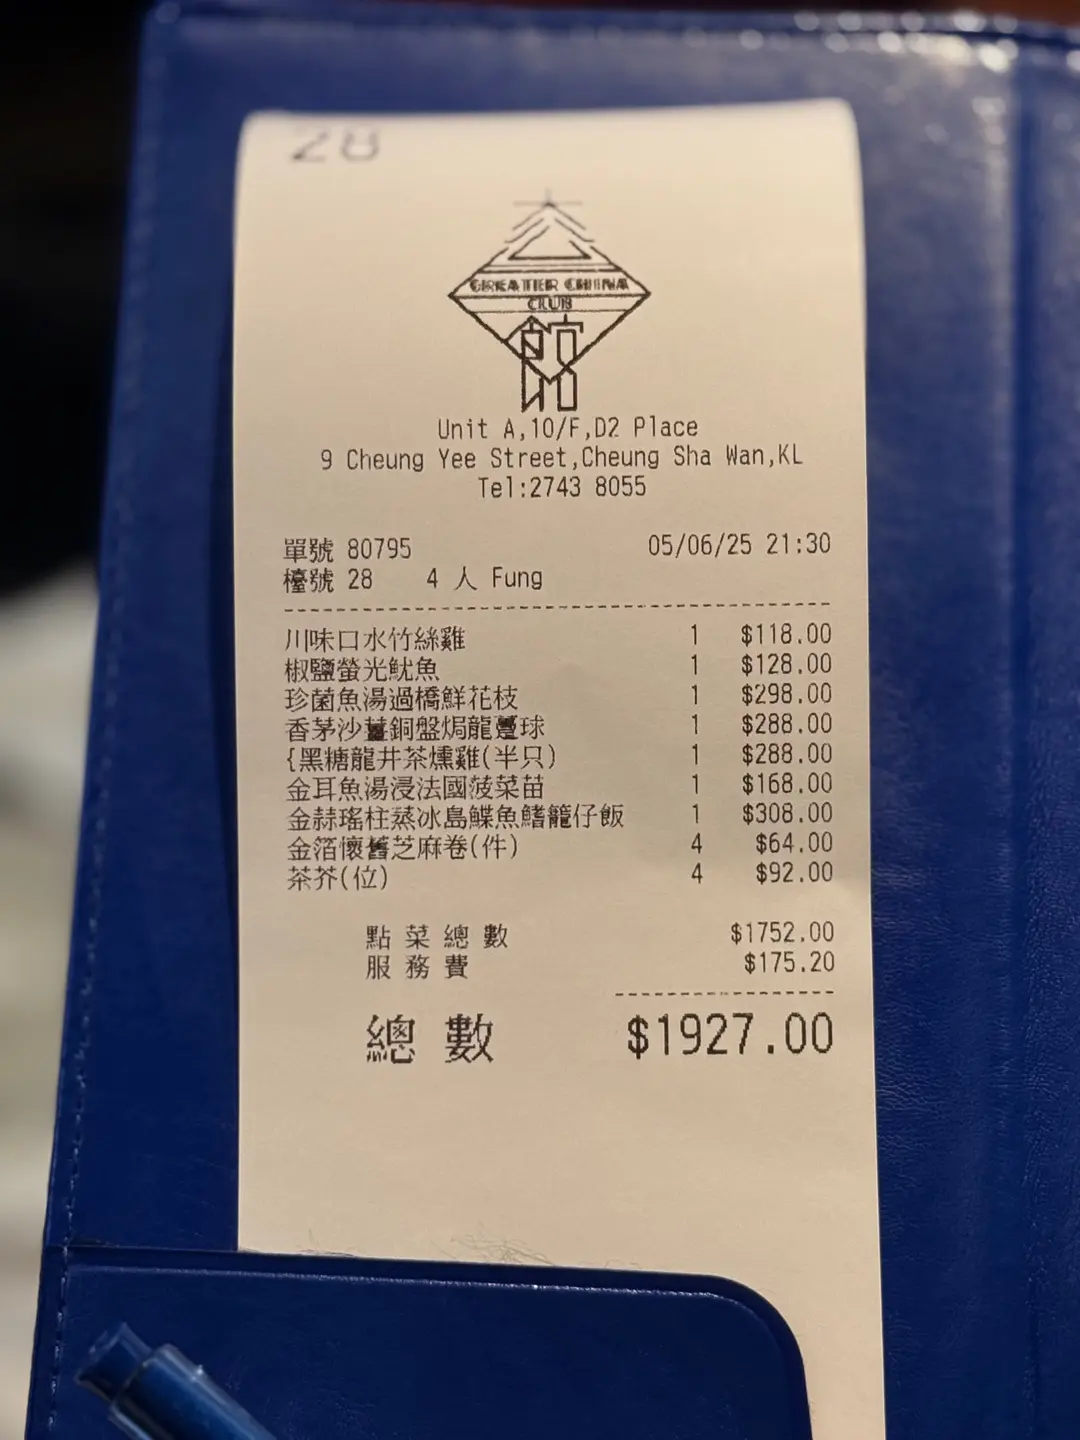 28
GREATER CHINA
CLUB
館
Unit A,10/F,D2 Place
9 Cheung Yee Street,Cheung Sha Wan,KL
Tel:2743 8055
單號 80795 05/06/25 21:30
檯號 28 4 人 Fung
川味口水竹絲雞 1 $118.00
椒鹽螢光魷魚 1 $128.00
珍菌魚湯過橋鮮花枝 1 $298.00
香茅沙薑銅盤焗龍躉球 1 $288.00
{黑糖龍井茶燻雞(半只) 1 $288.00
金耳魚湯浸法國菠菜苗 1 $168.00
金赫瑤柱蒸冰島鰈魚鰭籠仔飯 1 $308.00
金箔懷舊芝麻卷(件) 4 $64.00
茶芥(位) 4 $92.00
點菜總數 $1752.00
服務費 $175.20
總數 $1927.00